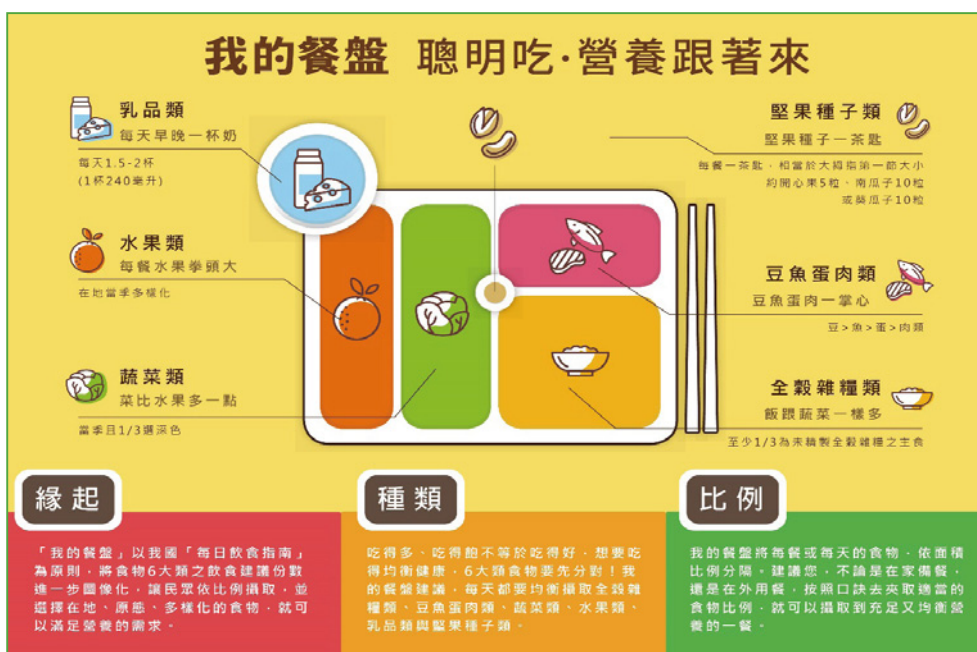 我的餐盤 聰明吃·營養跟著來
乳品類
每天早晚一杯奶
每天1.5-2杯
(1杯240毫升)
水果類
每餐水果拳頭大
在地當季多樣化
蔬菜類
菜比水果多一點
當季且1/3選深色
堅果種子類
堅果種子一茶匙
每餐一茶匙，相當於大姆指第一節大小
約開心果5粒、南瓜子10粒
或葵瓜子10粒
豆魚蛋肉類
豆魚蛋肉一掌心
豆>魚>蛋>肉類
全穀雜糧類
飯跟蔬菜一樣多
至少1/3為未精製全穀雜糧之主食
緣起
「我的餐盤」以我國「每日飲食指南」
為原則，將食物6大類之飲食建議份數
進一步圖像化，讓民眾依比例攝取，並
選擇在地、原態、多樣化的食物，就可
以滿足營養的需求。
種類
吃得多、吃得飽不等於吃得好，想要吃
得均衡健康，6大類食物要先分對！我
的餐盤建議，每天都要均衡攝取全穀雜
糧類、豆魚蛋肉類、蔬菜類、水果類、
乳品類與堅果種子類。
比例
我的餐盤將每餐或每天的食物，依面積
比例分隔。建議您，不論是在家備餐，
還是在外用餐，按照口訣去夾取適當的
食物比例，就可以攝取到充足又均衡營
養的一餐。